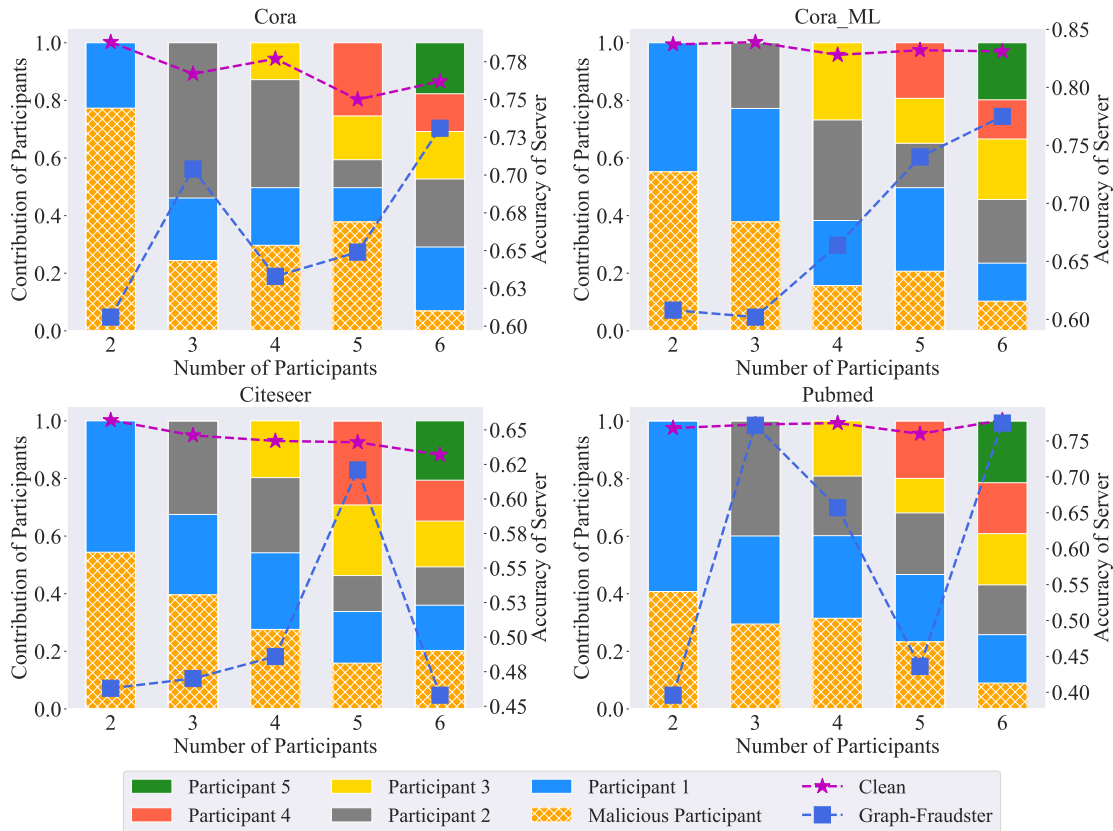 Cora
Contribution of Participants
1.0
0.8
0.6
0.4
0.2
0.0
2 3 4 5 6
Number of Participants
0.78
0.75
0.73
0.70
0.68
0.65
0.63
0.60
Accuracy of Server
Cora_ML
Contribution of Participants
1.0
0.8
0.6
0.4
0.2
0.0
2 3 4 5 6
Number of Participants
0.85
0.80
0.75
0.70
0.65
0.60
Accuracy of Server
Citeseer
Contribution of Participants
1.0
0.8
0.6
0.4
0.2
0.0
2 3 4 5 6
Number of Participants
0.65
0.62
0.60
0.58
0.55
0.53
0.50
0.48
0.45
Accuracy of Server
Pubmed
Contribution of Participants
1.0
0.8
0.6
0.4
0.2
0.0
2 3 4 5 6
Number of Participants
0.75
0.70
0.65
0.60
0.55
0.50
0.45
0.40
Accuracy of Server
Participant 5 Participant 3 Participant 1 Clean
Participant 4 Participant 2 Malicious Participant Graph-Fraudster